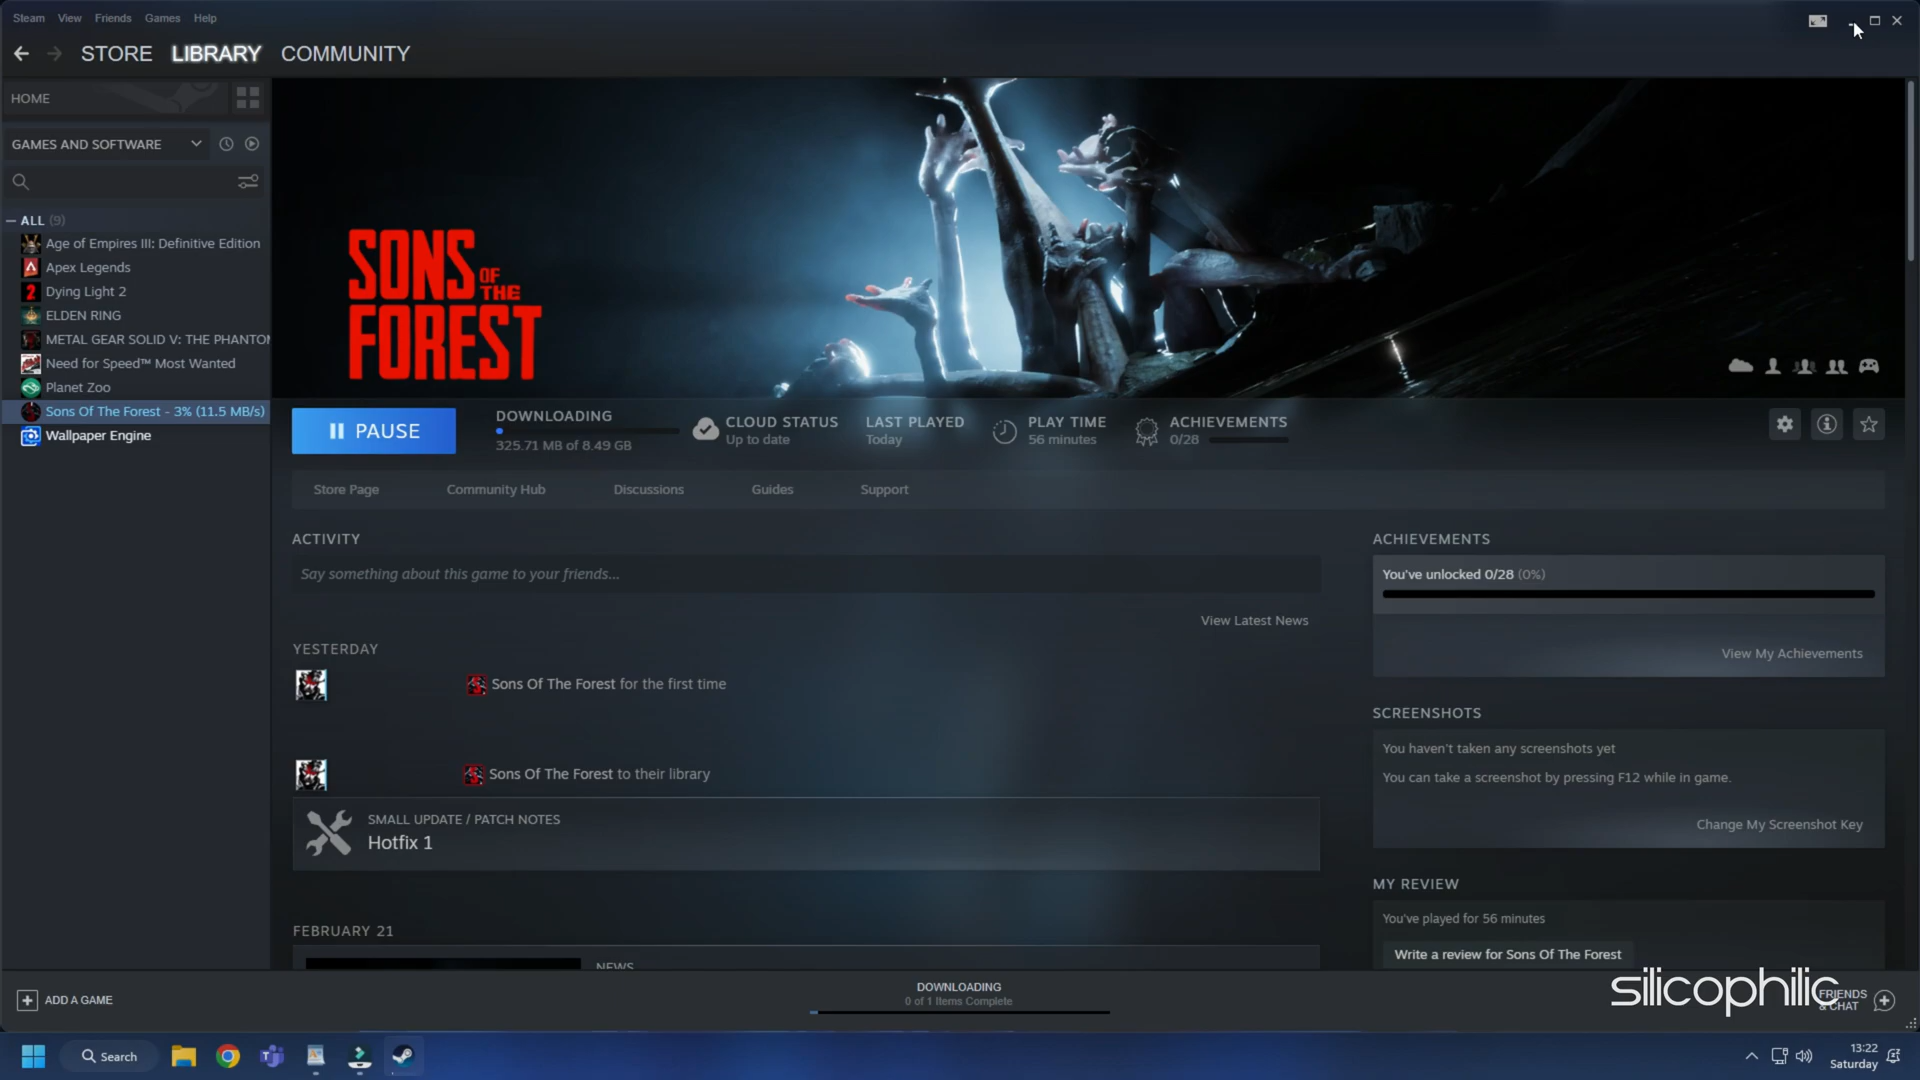 Steam View Friends Games Help
STORE LIBRARY COMMUNITY
HOME
GAMES AND SOFTWARE
ALL (9)
Age of Empires III: Definitive Edition
Apex Legends
Dying Light 2
ELDEN RING
METAL GEAR SOLID V: THE PHANTOM
Need for Speed™ Most Wanted
Planet Zoo
Sons Of The Forest - 3% (11.5 MB/s)
Wallpaper Engine
SONS
OF
THE
FOREST
PAUSE
DOWNLOADING
325.71 MB of 8.49 GB
CLOUD STATUS
Up to date
LAST PLAYED
Today
PLAY TIME
56 minutes
ACHIEVEMENTS
0/28
Store Page Community Hub Discussions Guides Support
ACTIVITY
Say something about this game to your friends...
View Latest News
YESTERDAY
Sons Of The Forest for the first time
Sons Of The Forest to their library
SMALL UPDATE / PATCH NOTES
Hotfix 1
FEBRUARY 21
NEWS
ACHIEVEMENTS
You've unlocked 0/28 (0%)
View My Achievements
SCREENSHOTS
You haven't taken any screenshots yet
You can take a screenshot by pressing F12 while in game.
Change My Screenshot Key
MY REVIEW
You've played for 56 minutes
Write a review for Sons Of The Forest
silicophilic
ADD A GAME
DOWNLOADING
0 of 1 Items Complete
FRIENDS
& CHAT
Search
13:22
Saturday